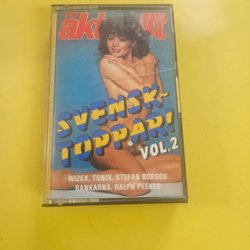 aktuellt
SVENSK-
TOPPAR!
VOL.2
WIZEX, TONIX, STEFAN BORSCH
BANKARNA, RALPH PEEKER